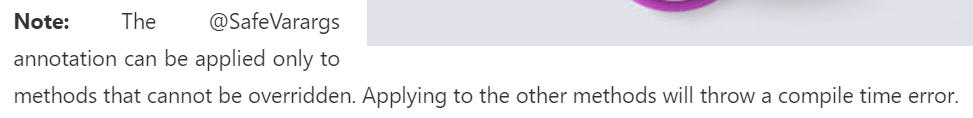 Note: The @SafeVarargs
annotation can be applied only to
methods that cannot be overridden. Applying to the other methods will throw a compile time error.